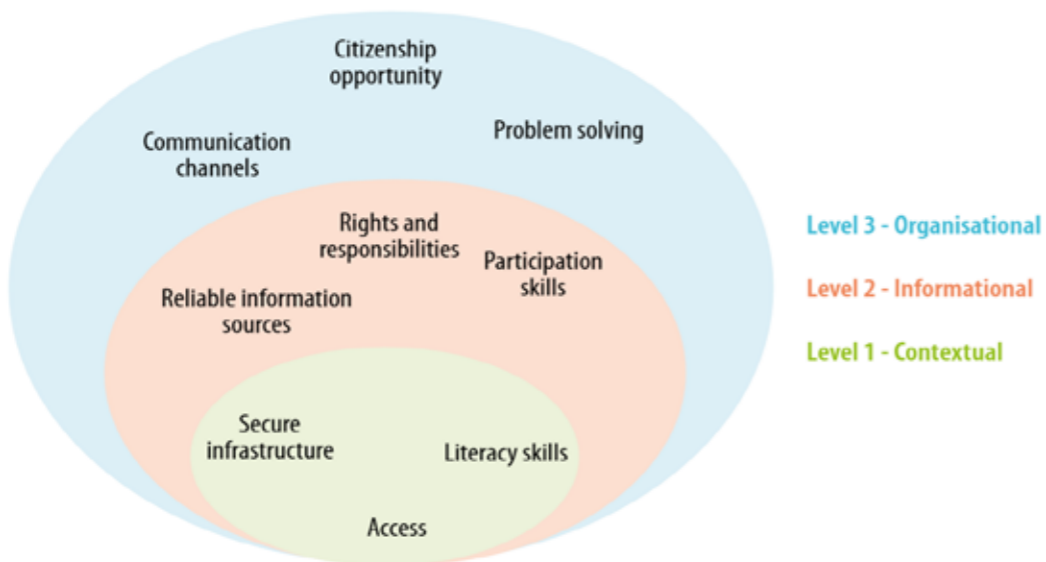 Citizenship
opportunity
Communication
channels
Problem solving
Rights and
responsibilities
Participation
skills
Reliable information
sources
Secure
infrastructure
Literacy skills
Access
Level 3 - Organisational
Level 2 - Informational
Level 1 - Contextual